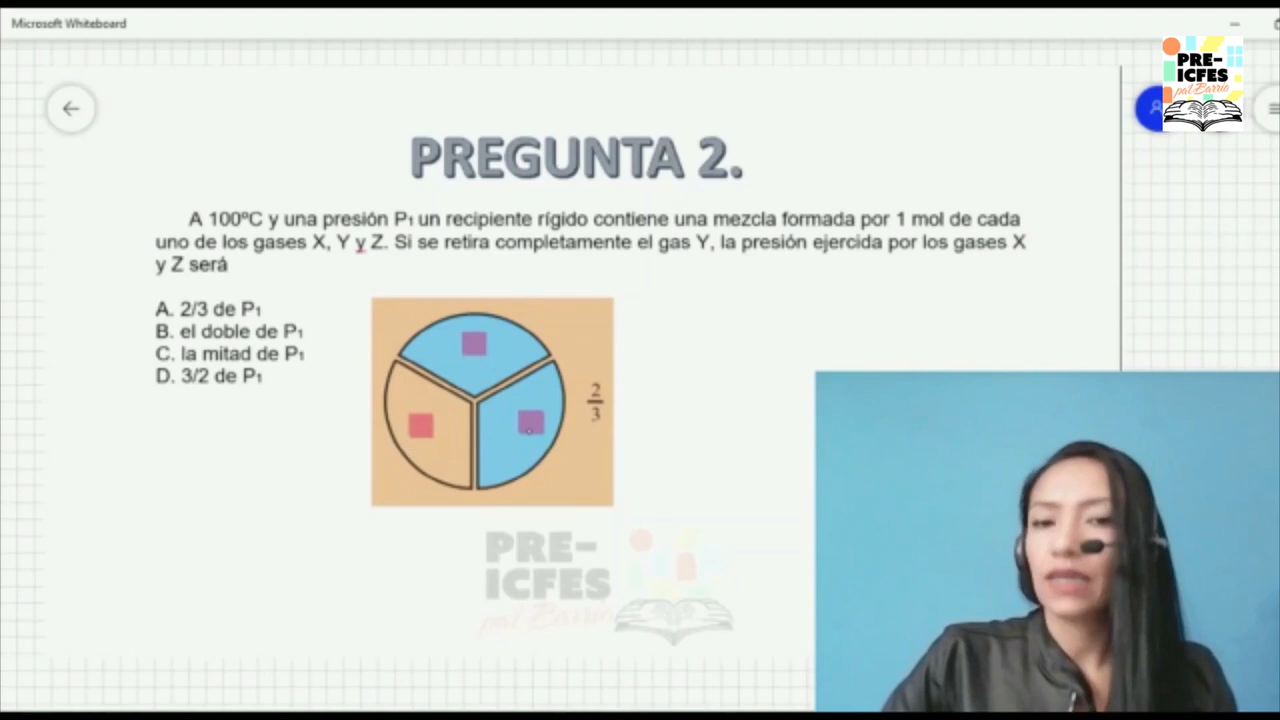 Microsoft Whiteboard
PRE-
ICFES
pal Barrio
PREGUNTA 2.
A 100ºC y una presión P₁ un recipiente rígido contiene una mezcla formada por 1 mol de cada
uno de los gases X, Y y Z. Si se retira completamente el gas Y, la presión ejercida por los gases X
y Z será
A. 2/3 de P₁
B. el doble de P₁
C. la mitad de P₁
D. 3/2 de P₁
2
3
PRE-
ICFES
pal Barrio